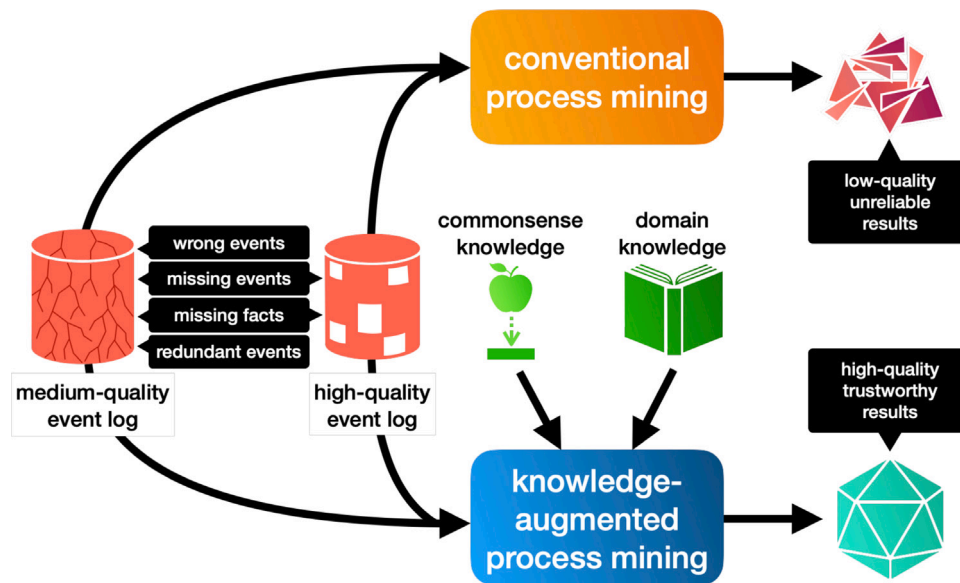 conventional
process mining
low-quality
unreliable
results
commonsense
knowledge
domain
knowledge
wrong events
missing events
missing facts
redundant events
medium-quality
event log
high-quality
event log
high-quality
trustworthy
results
knowledge-
augmented
process mining